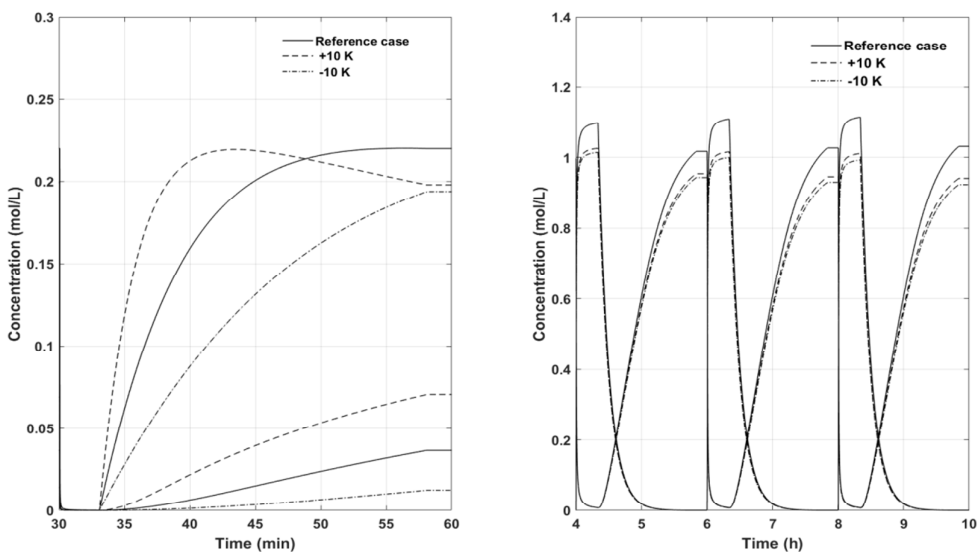 0.3
0.25
0.2
0.15
0.1
0.05
0
30
35
40
45
50
55
60
Concentration (mol/L)
Time (min)
Reference case
+10 K
-10 K
1.4
1.2
1
0.8
0.6
0.4
0.2
0
4
5
6
7
8
9
10
Concentration (mol/L)
Time (h)
Reference case
+10 K
-10 K